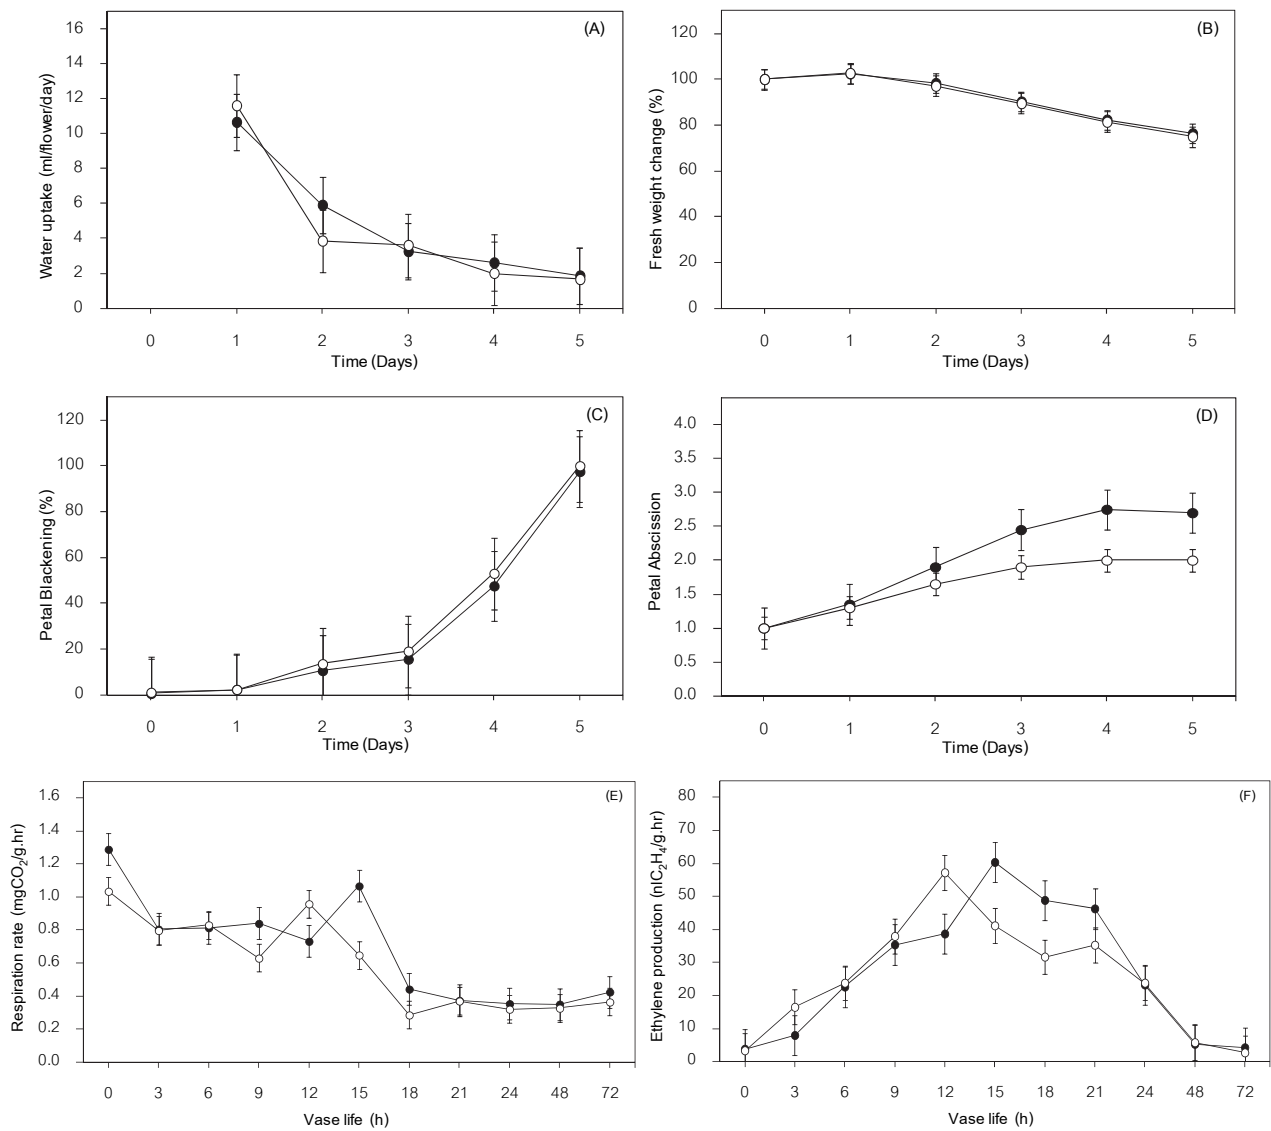 (A)
Water uptake (ml/flower/day)
16
14
12
10
8
6
4
2
0
0 1 2 3 4 5
Time (Days)
(B)
Fresh weight change (%)
120
100
80
60
40
20
0
0 1 2 3 4 5
Time (Days)
(C)
Petal Blackening (%)
120
100
80
60
40
20
0
0 1 2 3 4 5
Time (Days)
(D)
Petal Abscission
4.0
3.5
3.0
2.5
2.0
1.5
1.0
0.5
0.0
0 1 2 3 4 5
Time (Days)
(E)
Respiration rate (mgCO₂/g.hr)
1.6
1.4
1.2
1.0
0.8
0.6
0.4
0.2
0.0
0 3 6 9 12 15 18 21 24 48 72
Vase life (h)
(F)
Ethylene production (nlC₂H₄/g.hr)
80
70
60
50
40
30
20
10
0
0 3 6 9 12 15 18 21 24 48 72
Vase life (h)